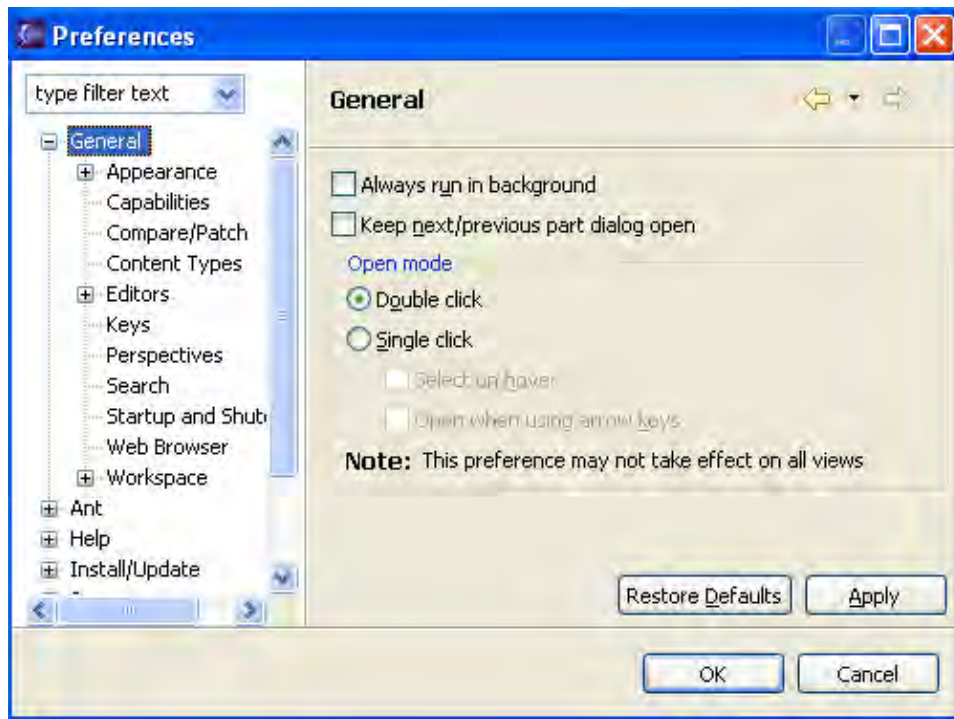 Preferences
type filter text
General
Appearance
Capabilities
Compare/Patch
Content Types
Editors
Keys
Perspectives
Search
Startup and Shut
Web Browser
Workspace
Ant
Help
Install/Update
General
Always run in background
Keep next/previous part dialog open
Open mode
Double click
Single click
Select on hover
Open when using arrow keys
Note: This preference may not take effect on all views
Restore Defaults
Apply
OK
Cancel